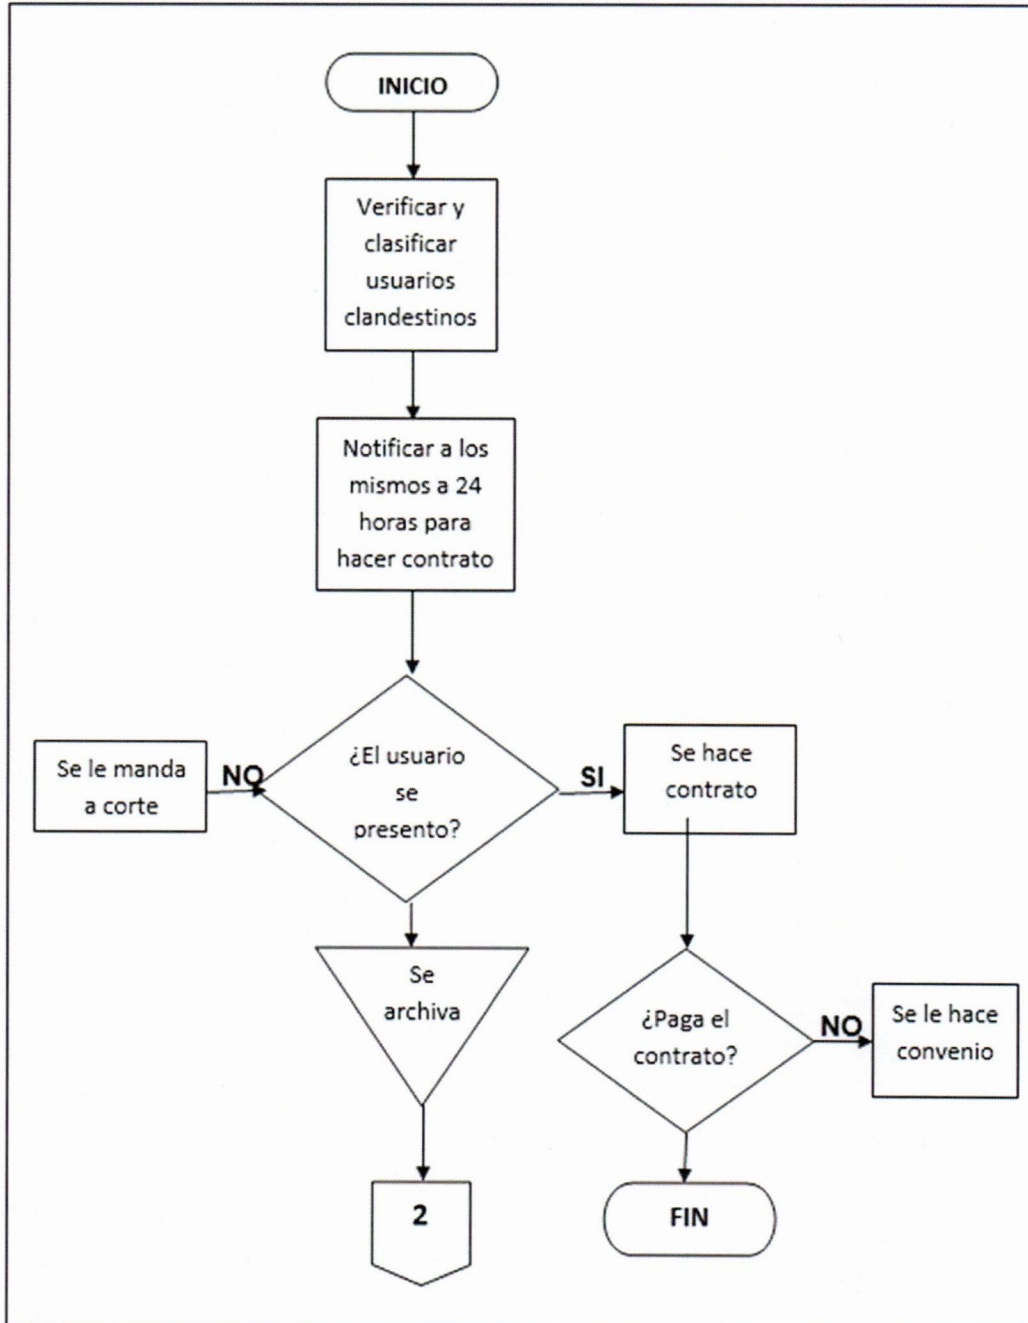 INICIO
Verificar y
clasificar
usuarios
clandestinos
Notificar a los
mismos a 24
horas para
hacer contrato
¿El usuario
se
presento?
NO
Se le manda
a corte
SI
Se hace
contrato
Se
archiva
2
¿Paga el
contrato?
NO
Se le hace
convenio
FIN